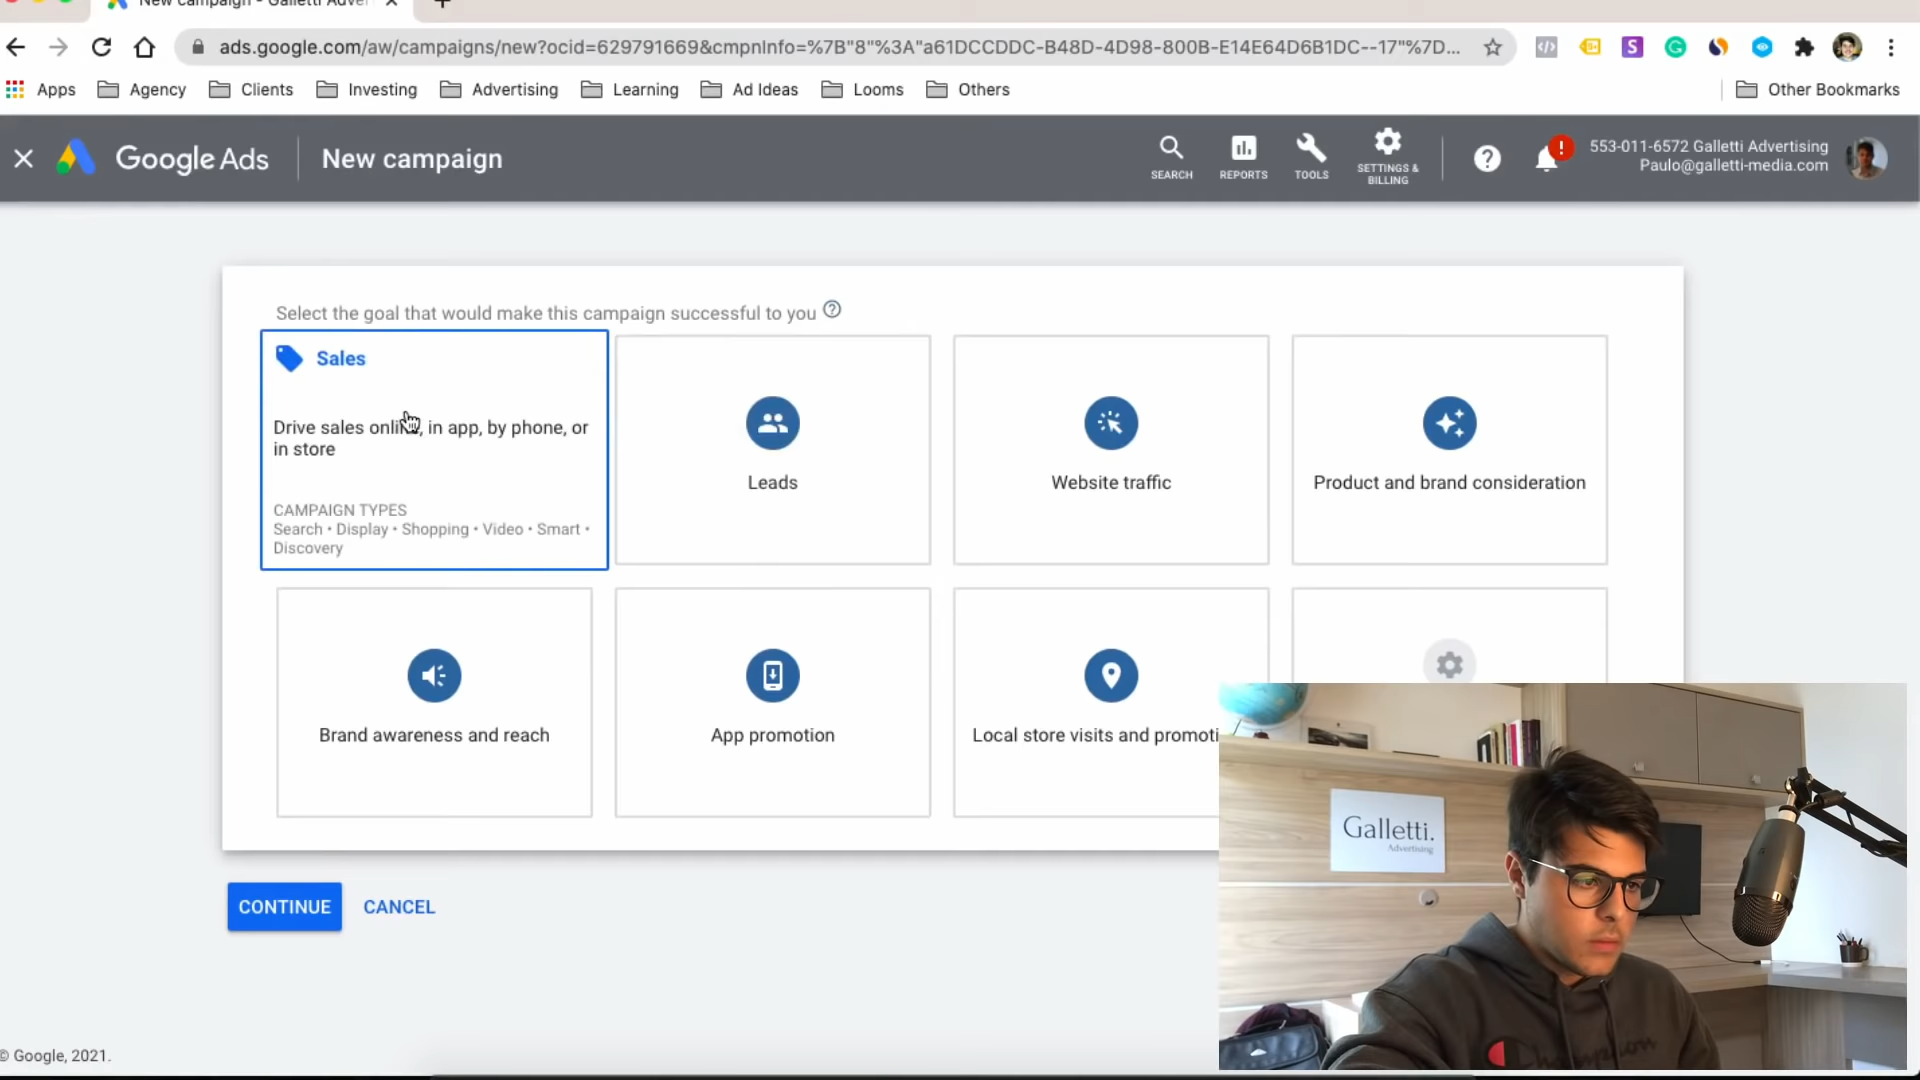 New campaign - Galletti Adver
ads.google.com/aw/campaigns/new?ocid=629791669&cmpnInfo=%7B"8"%3A"a61DCCDDC-B48D-4D98-800B-E14E64D6B1DC--17"%7D...
Apps
Agency
Clients
Investing
Advertising
Learning
Ad Ideas
Looms
Others
Other Bookmarks
Google Ads
New campaign
SEARCH
REPORTS
TOOLS
SETTINGS &
BILLING
553-011-6572 Galletti Advertising
Paulo@galletti-media.com
Select the goal that would make this campaign successful to you
Sales
Drive sales online, in app, by phone, or
in store
CAMPAIGN TYPES
Search • Display • Shopping • Video • Smart •
Discovery
Leads
Website traffic
Product and brand consideration
Brand awareness and reach
App promotion
Local store visits and promoti
CONTINUE
CANCEL
Galletti.
Advertising
Champion
© Google, 2021.